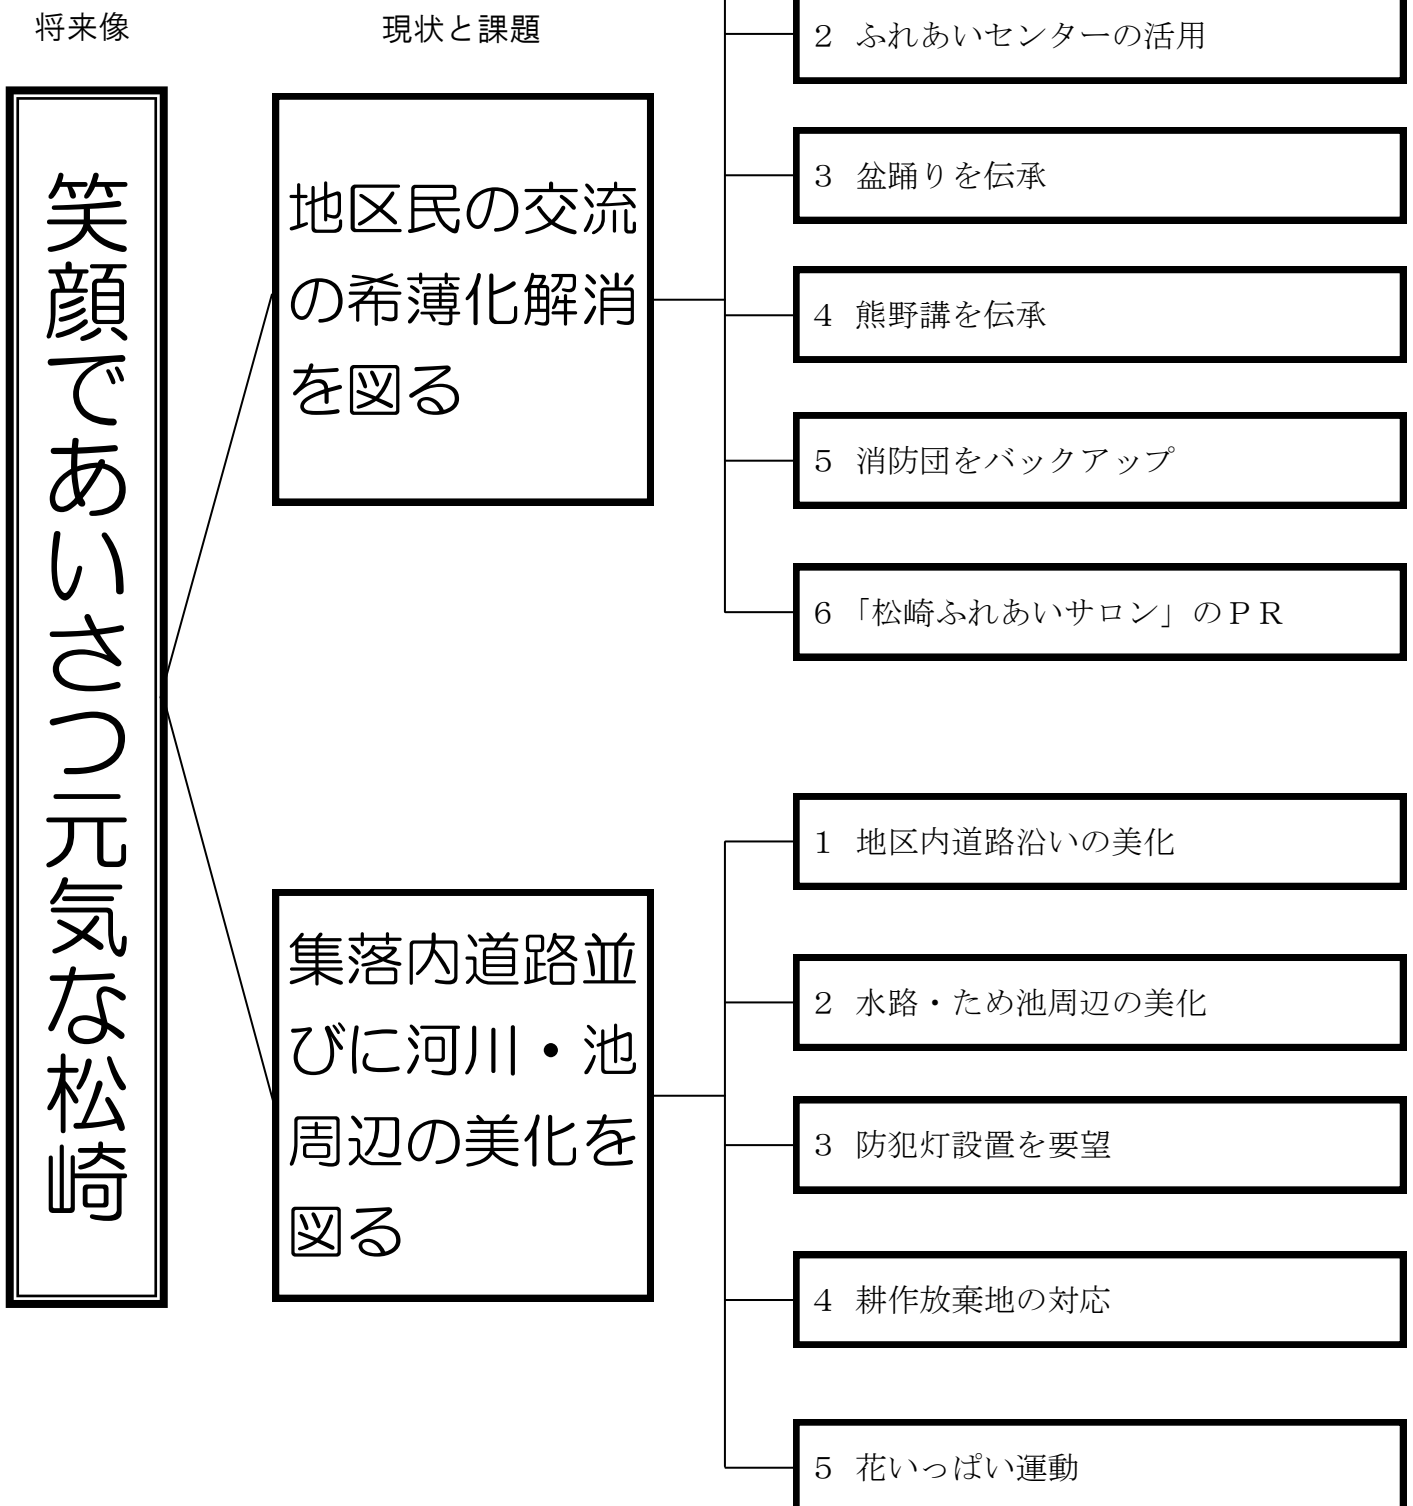 将来像
現状と課題
笑顔であいさつ元気な松崎
地区民の交流
の希薄化解消
を図る
2 ふれあいセンターの活用
3 盆踊りを伝承
4 熊野講を伝承
5 消防団をバックアップ
6「松崎ふれあいサロン」のPR
集落内道路並
びに河川・池
周辺の美化を
図る
1 地区内道路沿いの美化
2 水路・ため池周辺の美化
3 防犯灯設置を要望
4 耕作放棄地の対応
5 花いっぱい運動